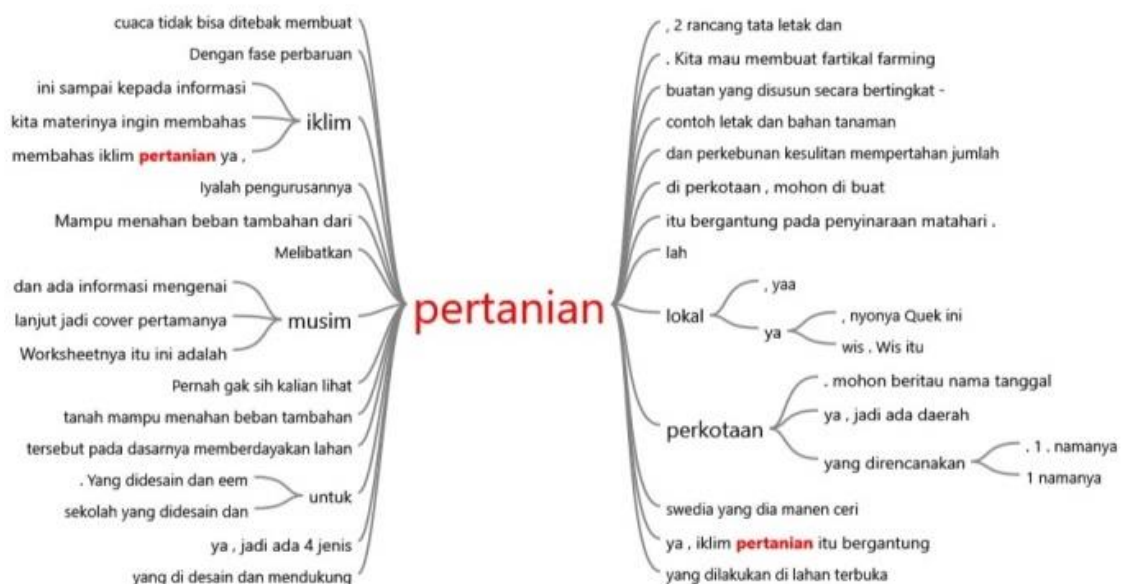 cuaca tidak bisa ditebak membuat
Dengan fase perbaruan
ini sampai kepada informasi
kita materinya ingin membahas
membahas iklim pertanian ya ,
iklim
Iyalah pengurusannya
Mampu menahan beban tambahan dari
Melibatkan
dan ada informasi mengenai
lanjut jadi cover pertamanya
Worksheetnya itu ini adalah
musim
Pernah gak sih kalian lihat
tanah mampu menahan beban tambahan
tersebut pada dasarnya memberdayakan lahan
. Yang didesain dan eem
sekolah yang didesain dan
untuk
ya , jadi ada 4 jenis
yang di desain dan mendukung
pertanian
, 2 rancang tata letak dan
. Kita mau membuat fartikal farming
buatan yang disusun secara bertingkat -
contoh letak dan bahan tanaman
dan perkebunan kesulitan mempertahan jumlah
di perkotaan , mohon di buat
itu bergantung pada penyinaraan matahari .
lah
lokal
, yaa
ya
, nyonya Quek ini
wis . Wis itu
perkotaan
. mohon beritau nama tanggal
ya , jadi ada daerah
yang direncanakan
. 1 . namanya
1 namanya
swedia yang dia manen ceri
ya , iklim pertanian itu bergantung
yang dilakukan di lahan terbuka